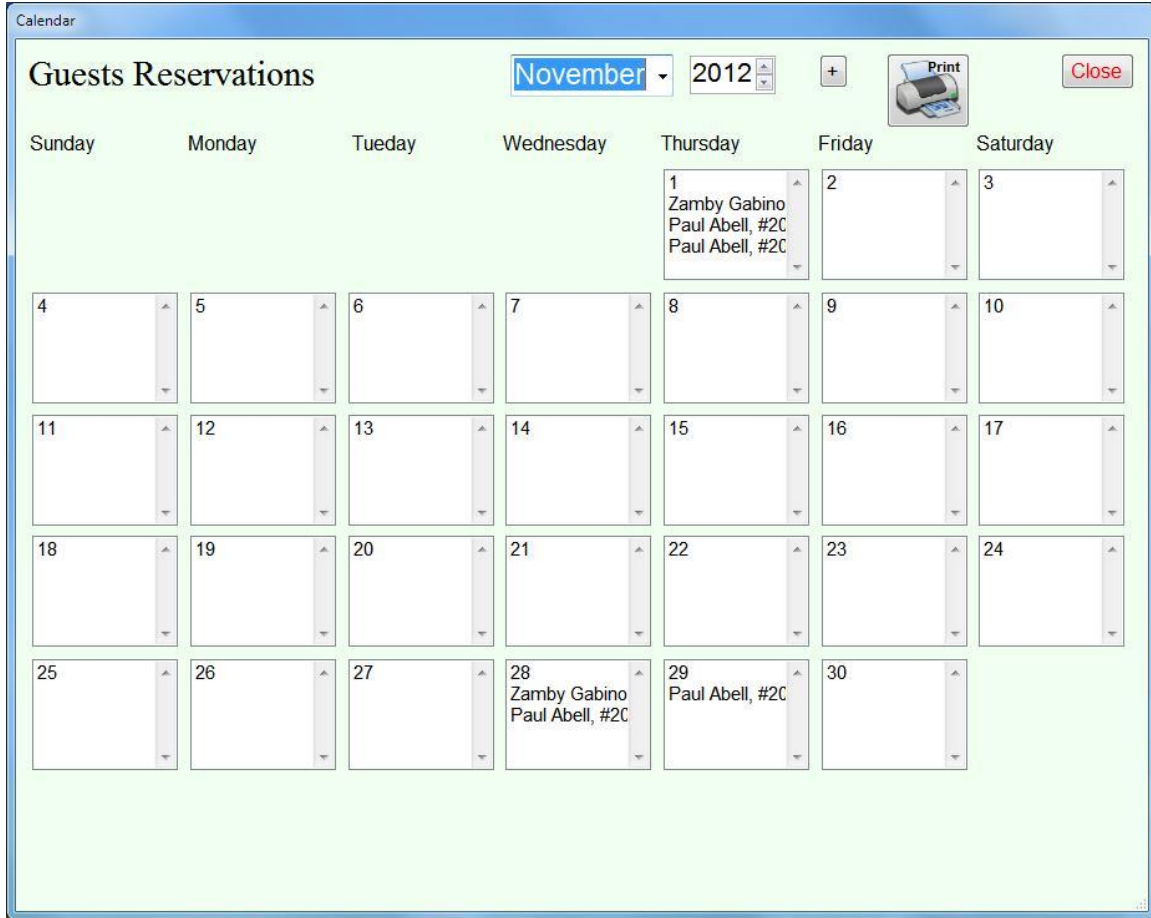 Calendar
Guests Reservations
November
2012
+
Print
Close
Sunday Monday Tueday Wednesday Thursday Friday Saturday
1
Zamby Gabino
Paul Abell, #20
Paul Abell, #20
2
3
4
5
6
7
8
9
10
11
12
13
14
15
16
17
18
19
20
21
22
23
24
25
26
27
28
Zamby Gabino
Paul Abell, #20
29
Paul Abell, #20
30